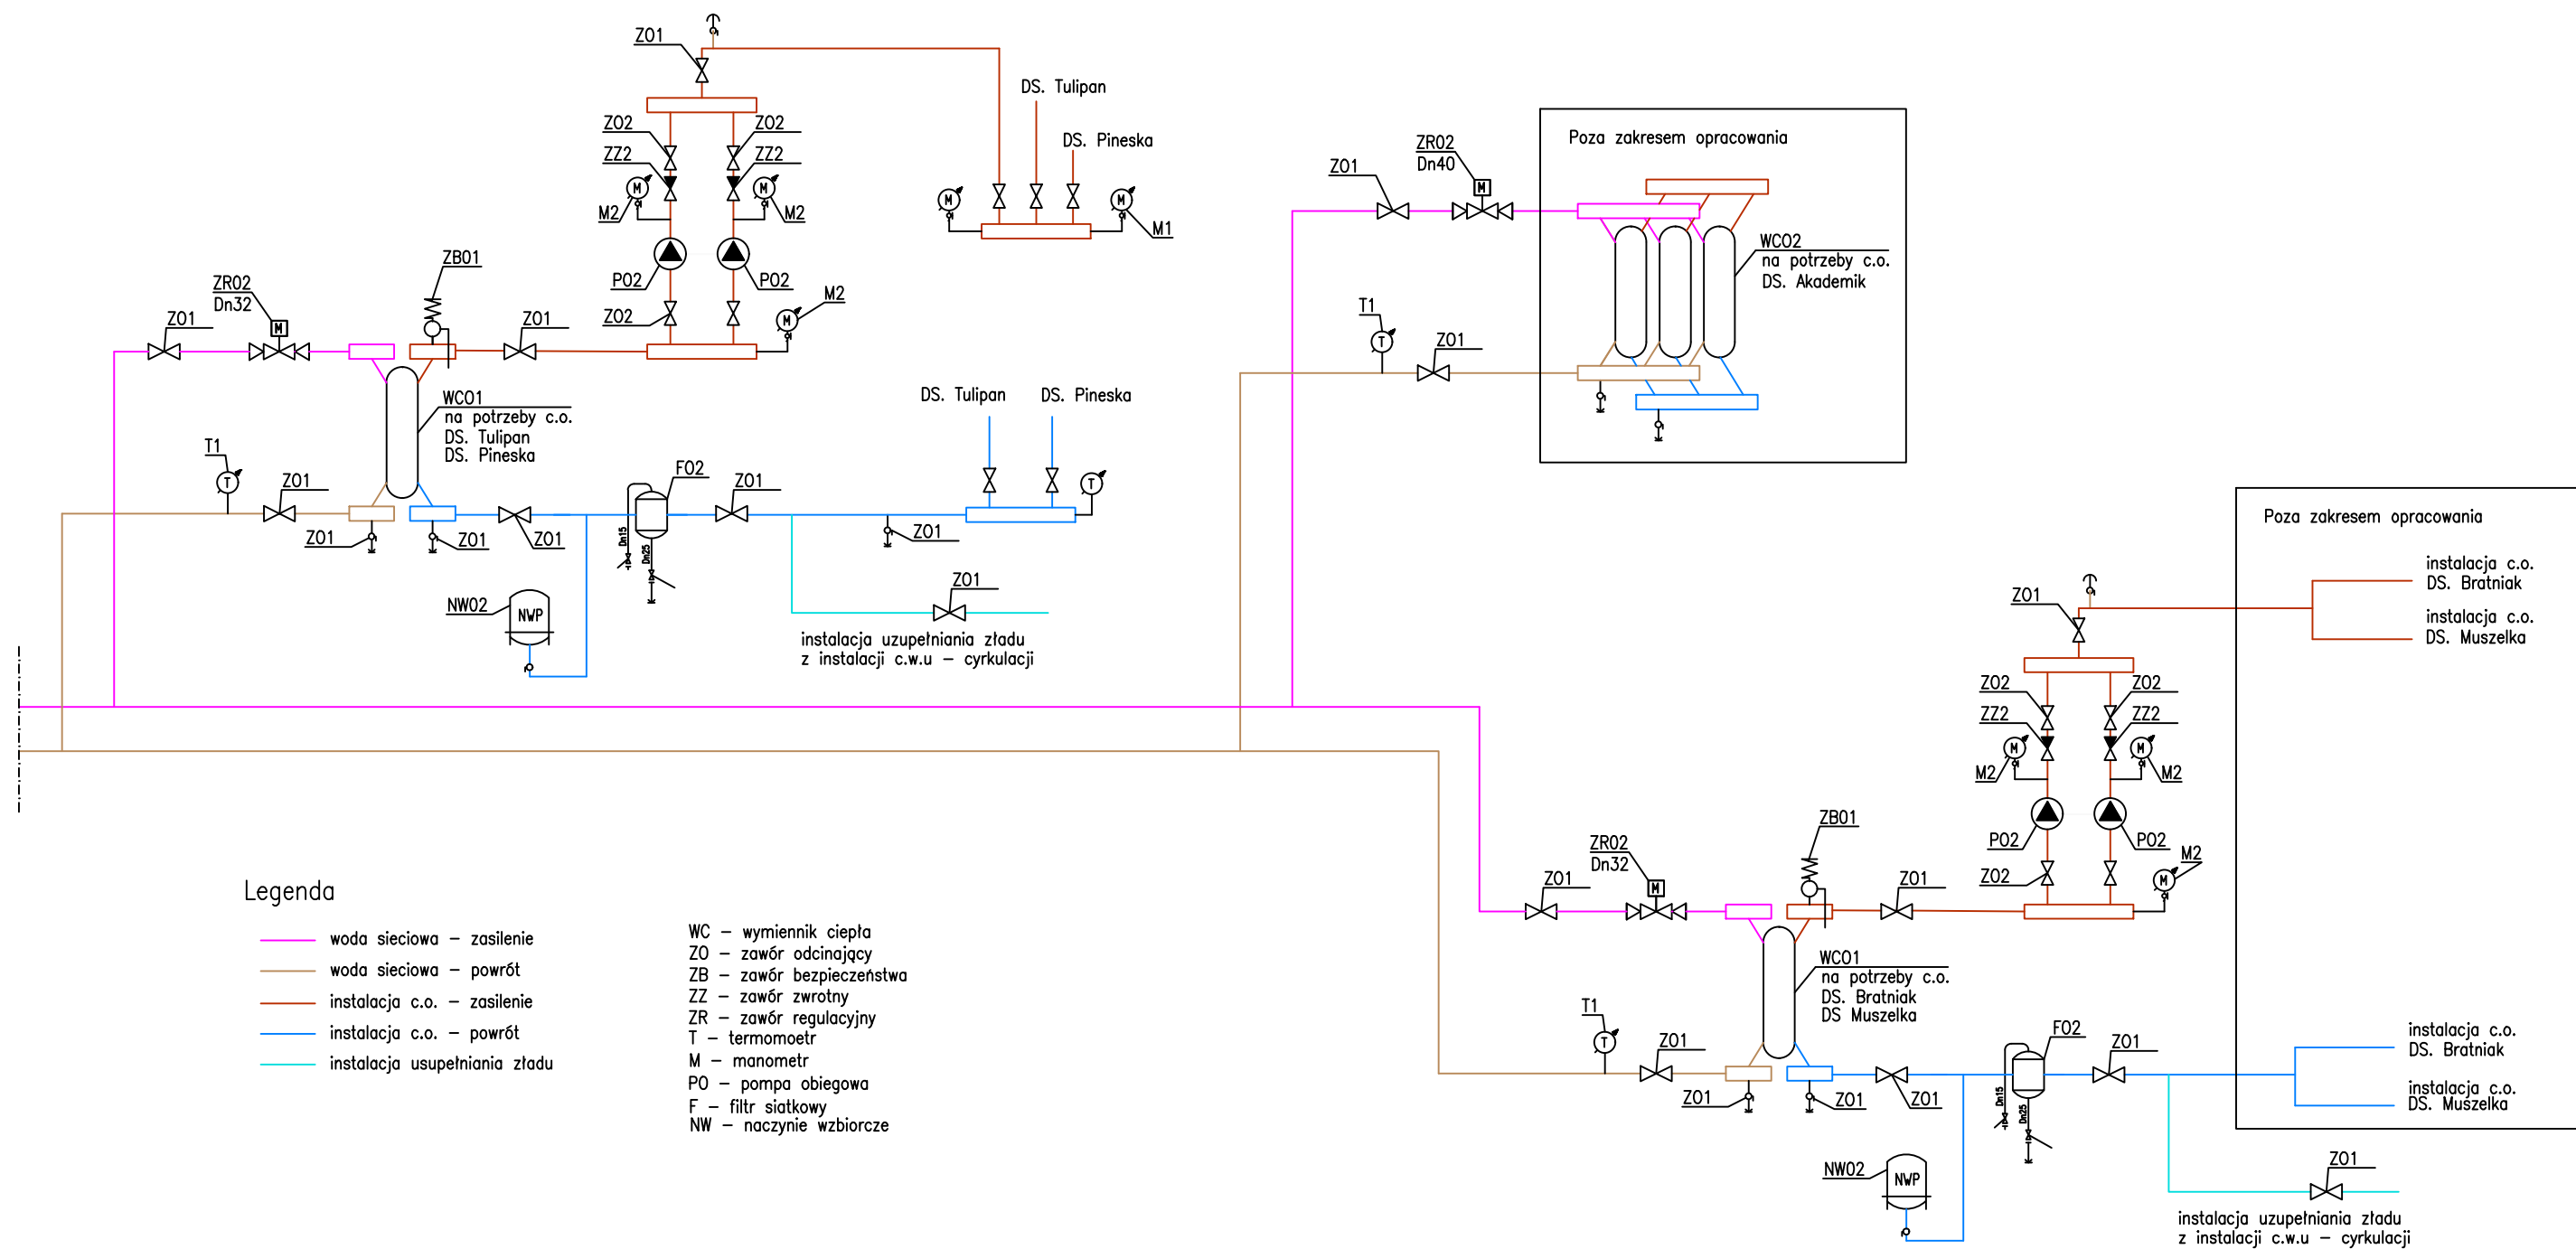 ZO1
DS. Tulipan
DS. Pineska
ZO2
ZO2
ZZ2
ZZ2
M
M
M2
M2
M
M
M1
PO2
PO2
ZO2
M2
M
ZB01
ZR02
Dn32
M
ZO1
ZO1
WCO1
na potrzeby c.o.
DS. Tulipan
DS. Pineska
T1
T
ZO1
ZO1
ZO1
ZO1
FO2
Dn15
Dn25
ZO1
ZO1
DS. Tulipan
DS. Pineska
T
NW02
NWP
ZO1
instalacja uzupełniania zładu
z instalacji c.w.u – cyrkulacji
Poza zakresem opracowania
ZR02
Dn40
M
ZO1
WCO2
na potrzeby c.o.
DS. Akademik
T1
T
ZO1
Poza zakresem opracowania
instalacja c.o.
DS. Bratniak
instalacja c.o.
DS. Muszelka
ZO1
ZO2
ZO2
ZZ2
ZZ2
M
M
M2
M2
PO2
PO2
ZO2
M2
M
ZB01
ZR02
Dn32
M
ZO1
ZO1
WCO1
na potrzeby c.o.
DS. Bratniak
DS Muszelka
T1
T
ZO1
ZO1
ZO1
ZO1
FO2
Dn15
Dn25
ZO1
instalacja c.o.
DS. Bratniak
instalacja c.o.
DS. Muszelka
NW02
NWP
ZO1
instalacja uzupełniania zładu
z instalacji c.w.u – cyrkulacji
Legenda
woda sieciowa – zasilenie
woda sieciowa – powrót
instalacja c.o. – zasilenie
instalacja c.o. – powrót
instalacja usupełniania zładu
WC – wymiennik ciepła
ZO – zawór odcinający
ZB – zawór bezpieczeństwa
ZZ – zawór zwrotny
ZR – zawór regulacyjny
T – termomoetr
M – manometr
PO – pompa obiegowa
F – filtr siatkowy
NW – naczynie wzbiorcze